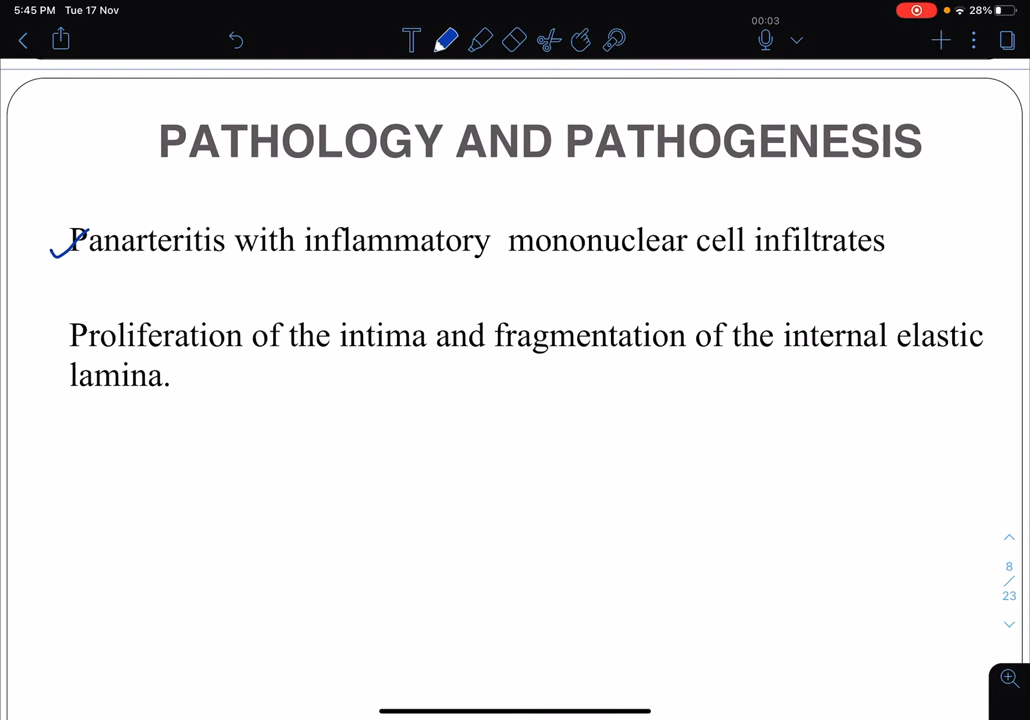 5:45 PM Tue 17 Nov
28%
T
00:03
PATHOLOGY AND PATHOGENESIS
Panarteritis with inflammatory mononuclear cell infiltrates
Proliferation of the intima and fragmentation of the internal elastic
lamina.
8
23